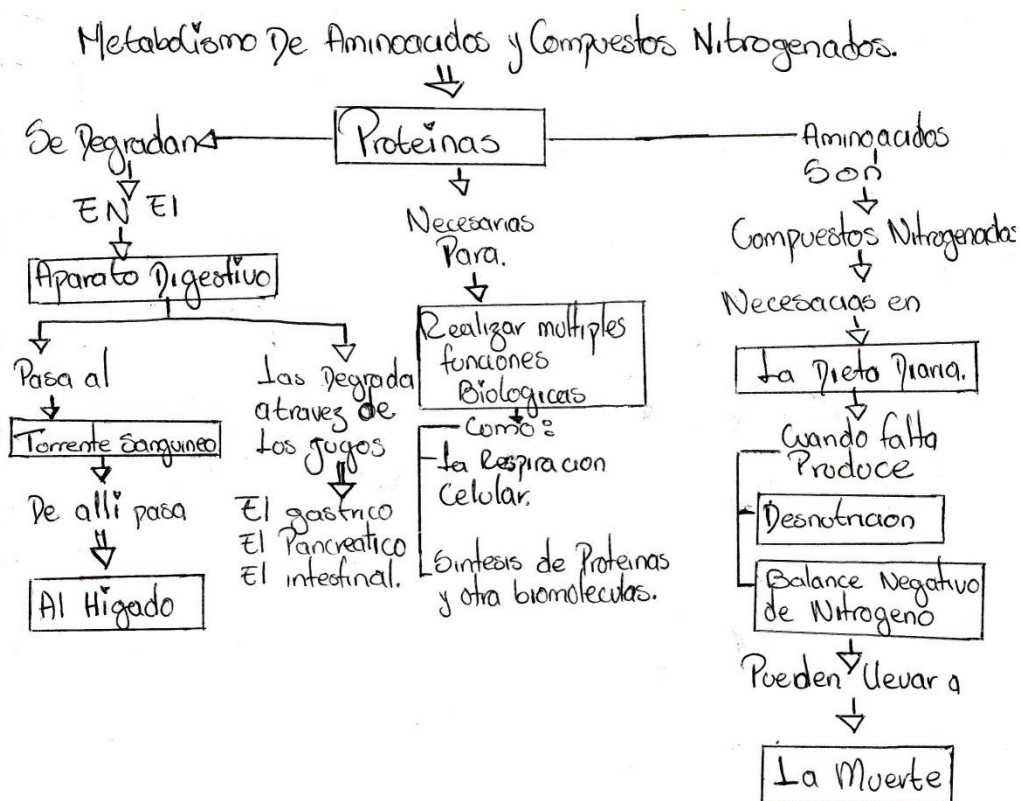 Metabolismo De Aminoacidos y Compuestos Nitrogenados.
Proteinas
Se Degradan
EN El
Aparato Digestivo
Pasa al
Torrente Sanguineo
De alli pasa
Al Higado
Las Degrada
atravez de
Los jugos
El gastrico
El Pancreatico
El intestinal.
Necesarias
Para.
Realizar multiples
funciones
Biologicas
Como:
La Respiracion
Celular.
Sintesis de Proteinas
y otra biomoleculas.
Aminoacidos
Son
Compuestos Nitrogenados
Necesarias en
La Dieta Diaria.
Cuando falta
Produce
Desnutricion
Balance Negativo
de Nitrogeno
Pueden llevar a
La Muerte